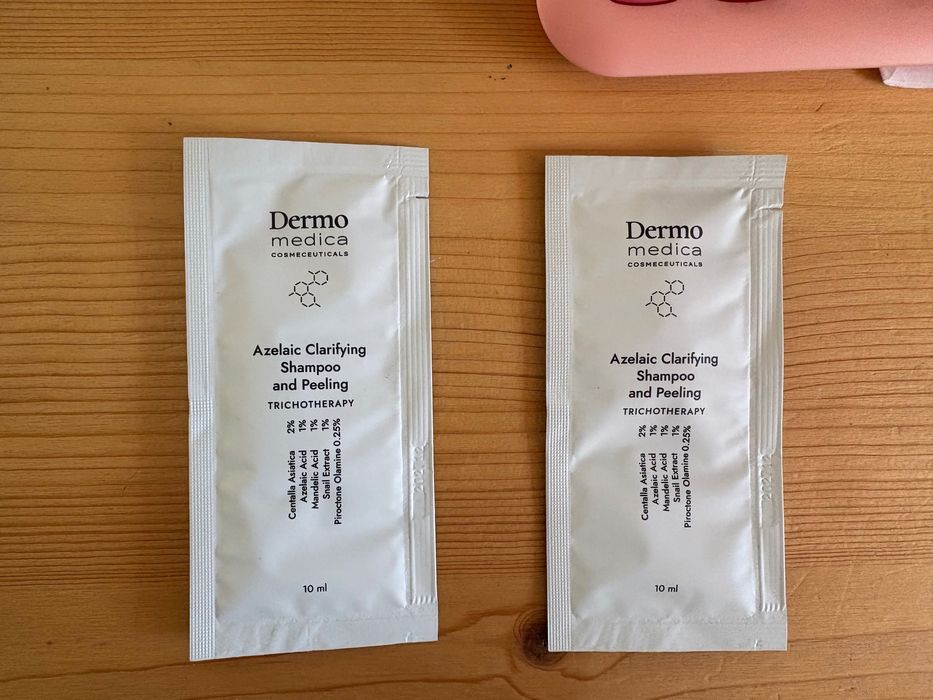 Dermo
medica
COSMECEUTICALS
Azelaic Clarifying
Shampoo
and Peeling
TRICHOTHERAPY
Centalla Asiatica 2%
Azelaic Acid 1%
Mandelic Acid 1%
Snail Extract 1%
Piroctone Olamine 0.25%
10 ml
Dermo
medica
COSMECEUTICALS
Azelaic Clarifying
Shampoo
and Peeling
TRICHOTHERAPY
Centalla Asiatica 2%
Azelaic Acid 1%
Mandelic Acid 1%
Snail Extract 1%
Piroctone Olamine 0.25%
10 ml